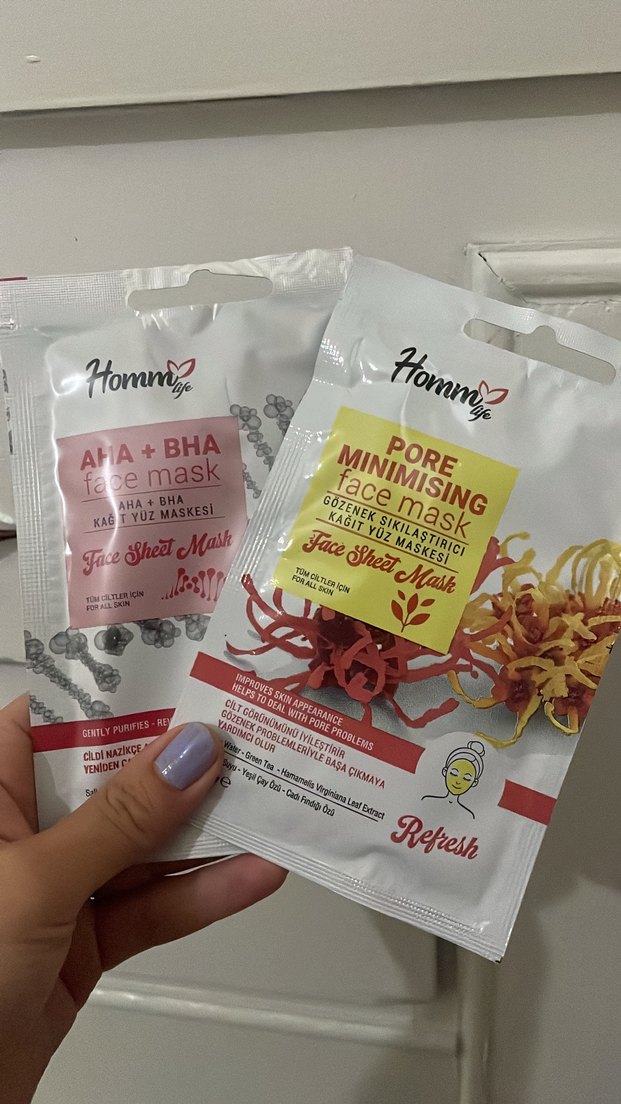 Homm
life
AHA + BHA
face mask
AHA + BHA
KAĞIT YÜZ MASKESİ
Face Sheet Mask
TÜM CİLTLER İÇİN
FOR ALL SKIN
GENTLY PURIFIES -
CİLDİ NAZİKÇE
YENİDEN
Homm
life
PORE
MINIMISING
face mask
GÖZENEK SIKILAŞTIRICI
KAĞIT YÜZ MASKESİ
Face Sheet Mask
TÜM CİLTLER İÇİN
FOR ALL SKIN
IMPROVES SKIN APPEARANCE
HELPS TO DEAL WITH PORE PROBLEMS
CİLT GÖRÜNÜMÜNÜ İYİLEŞTİRİR
GÖZENEK PROBLEMLERİYLE BAŞA ÇIKMAYA
YARDIMCI OLUR
Water - Green Tea - Hamamelis Virginiana Leaf Extract
Suyu - Yeşil Çay Özü - Cadı Fındığı Özü
℮
Refresh